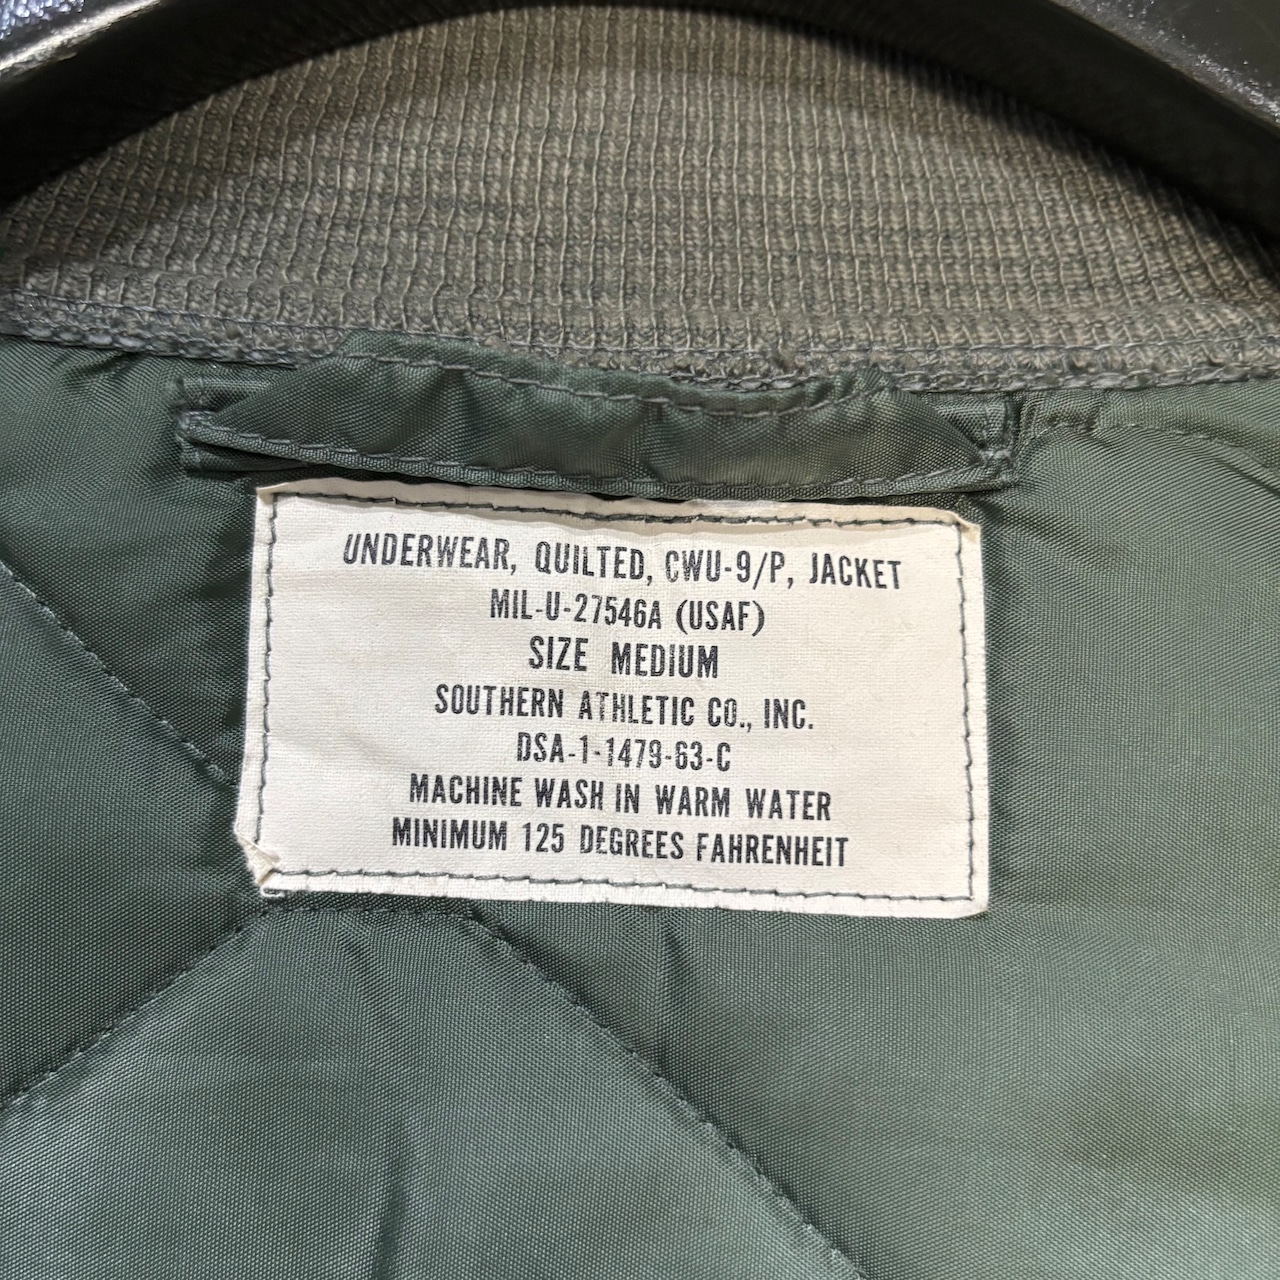 UNDERWEAR, QUILTED, CWU-9/P, JACKET
MIL-U-27546A (USAF)
SIZE MEDIUM
SOUTHERN ATHLETIC CO., INC.
DSA-1-1479-63-C
MACHINE WASH IN WARM WATER
MINIMUM 125 DEGREES FAHRENHEIT